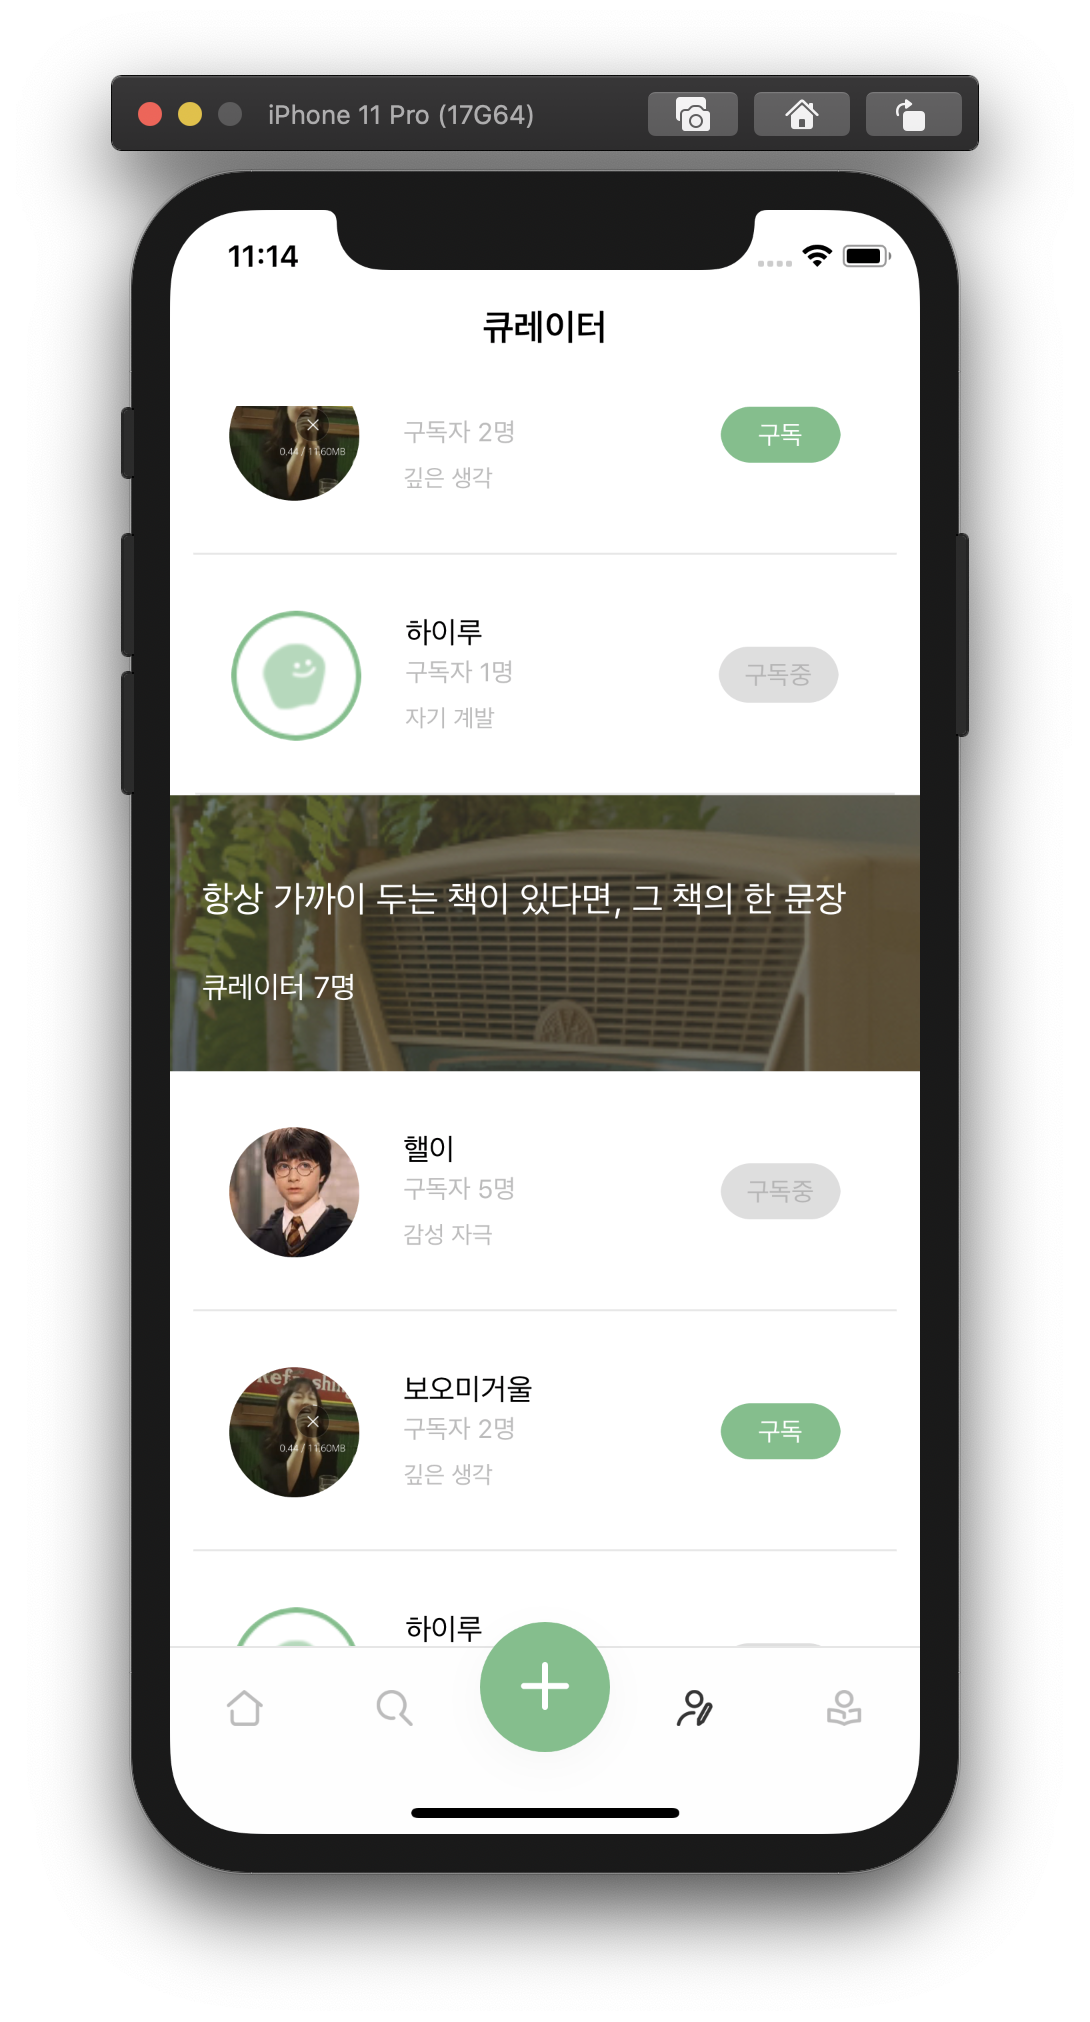 iPhone 11 Pro (17G64)
11:14
큐레이터
0.44 / 11.60MB
구독자 2명
깊은 생각
구독
하이루
구독자 1명
자기 계발
구독중
항상 가까이 두는 책이 있다면, 그 책의 한 문장
큐레이터 7명
핼이
구독자 5명
감성 자극
구독중
Refreshin
0.44 / 11.60MB
보오미거울
구독자 2명
깊은 생각
구독
하이루